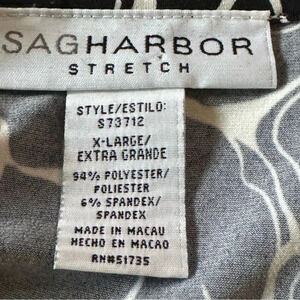 SAGHARBOR
STRETCH
STYLE/ESTILO:
S73712
X-LARGE/
EXTRA GRANDE
94% POLYESTER/
POLIESTER
6% SPANDEX/
SPANDEX
MADE IN MACAU
HECHO EN MACAO
RN#51735